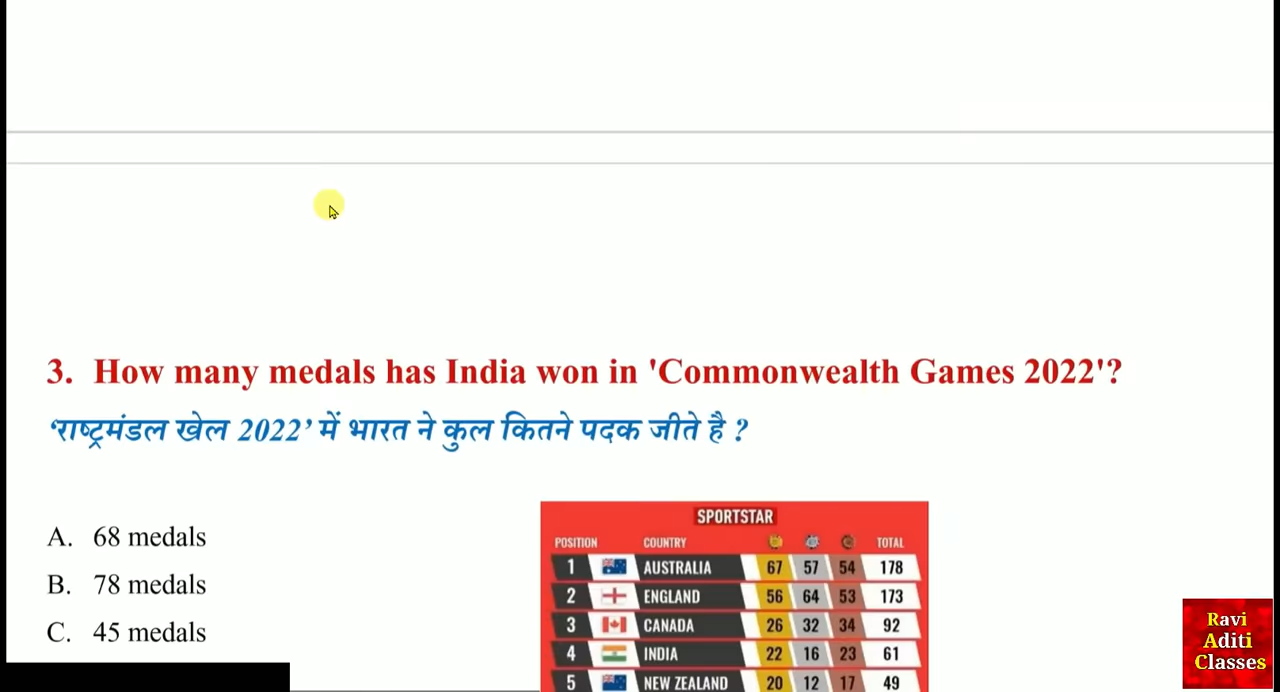 3. How many medals has India won in 'Commonwealth Games 2022'?
‘राष्ट्रमंडल खेल 2022’ में भारत ने कुल कितने पदक जीते है ?
A. 68 medals
B. 78 medals
C. 45 medals
SPORTSTAR
POSITION COUNTRY TOTAL
1 AUSTRALIA 67 57 54 178
2 ENGLAND 56 64 53 173
3 CANADA 26 32 34 92
4 INDIA 22 16 23 61
5 NEW ZEALAND 20 12 17 49
Ravi
Aditi
Classes